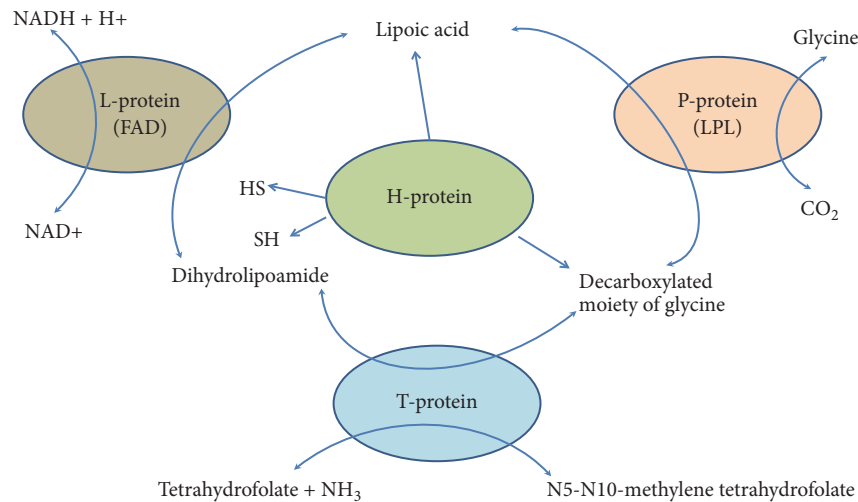 NADH + H+
Lipoic acid
Glycine
L-protein
(FAD)
P-protein
(LPL)
HS
H-protein
CO₂
NAD+
SH
Dihydrolipoamide
Decarboxylated
moiety of glycine
T-protein
Tetrahydrofolate + NH₃
N5-N10-methylene tetrahydrofolate